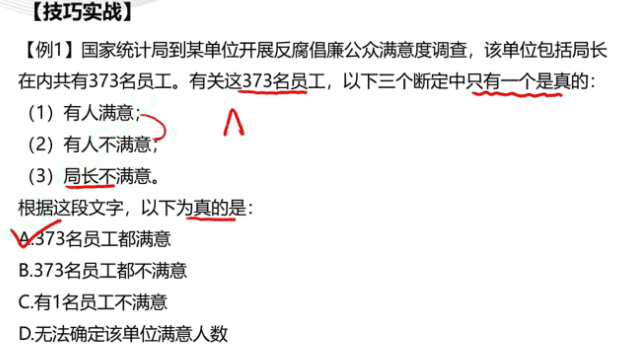 【技巧实战】
【例1】国家统计局到某单位开展反腐倡廉公众满意度调查，该单位包括局长
在内共有373名员工。有关这373名员工，以下三个断定中只有一个是真的：
（1）有人满意；
（2）有人不满意；
（3）局长不满意。
根据这段文字，以下为真的是：
A.373名员工都满意
B.373名员工都不满意
C.有1名员工不满意
D.无法确定该单位满意人数